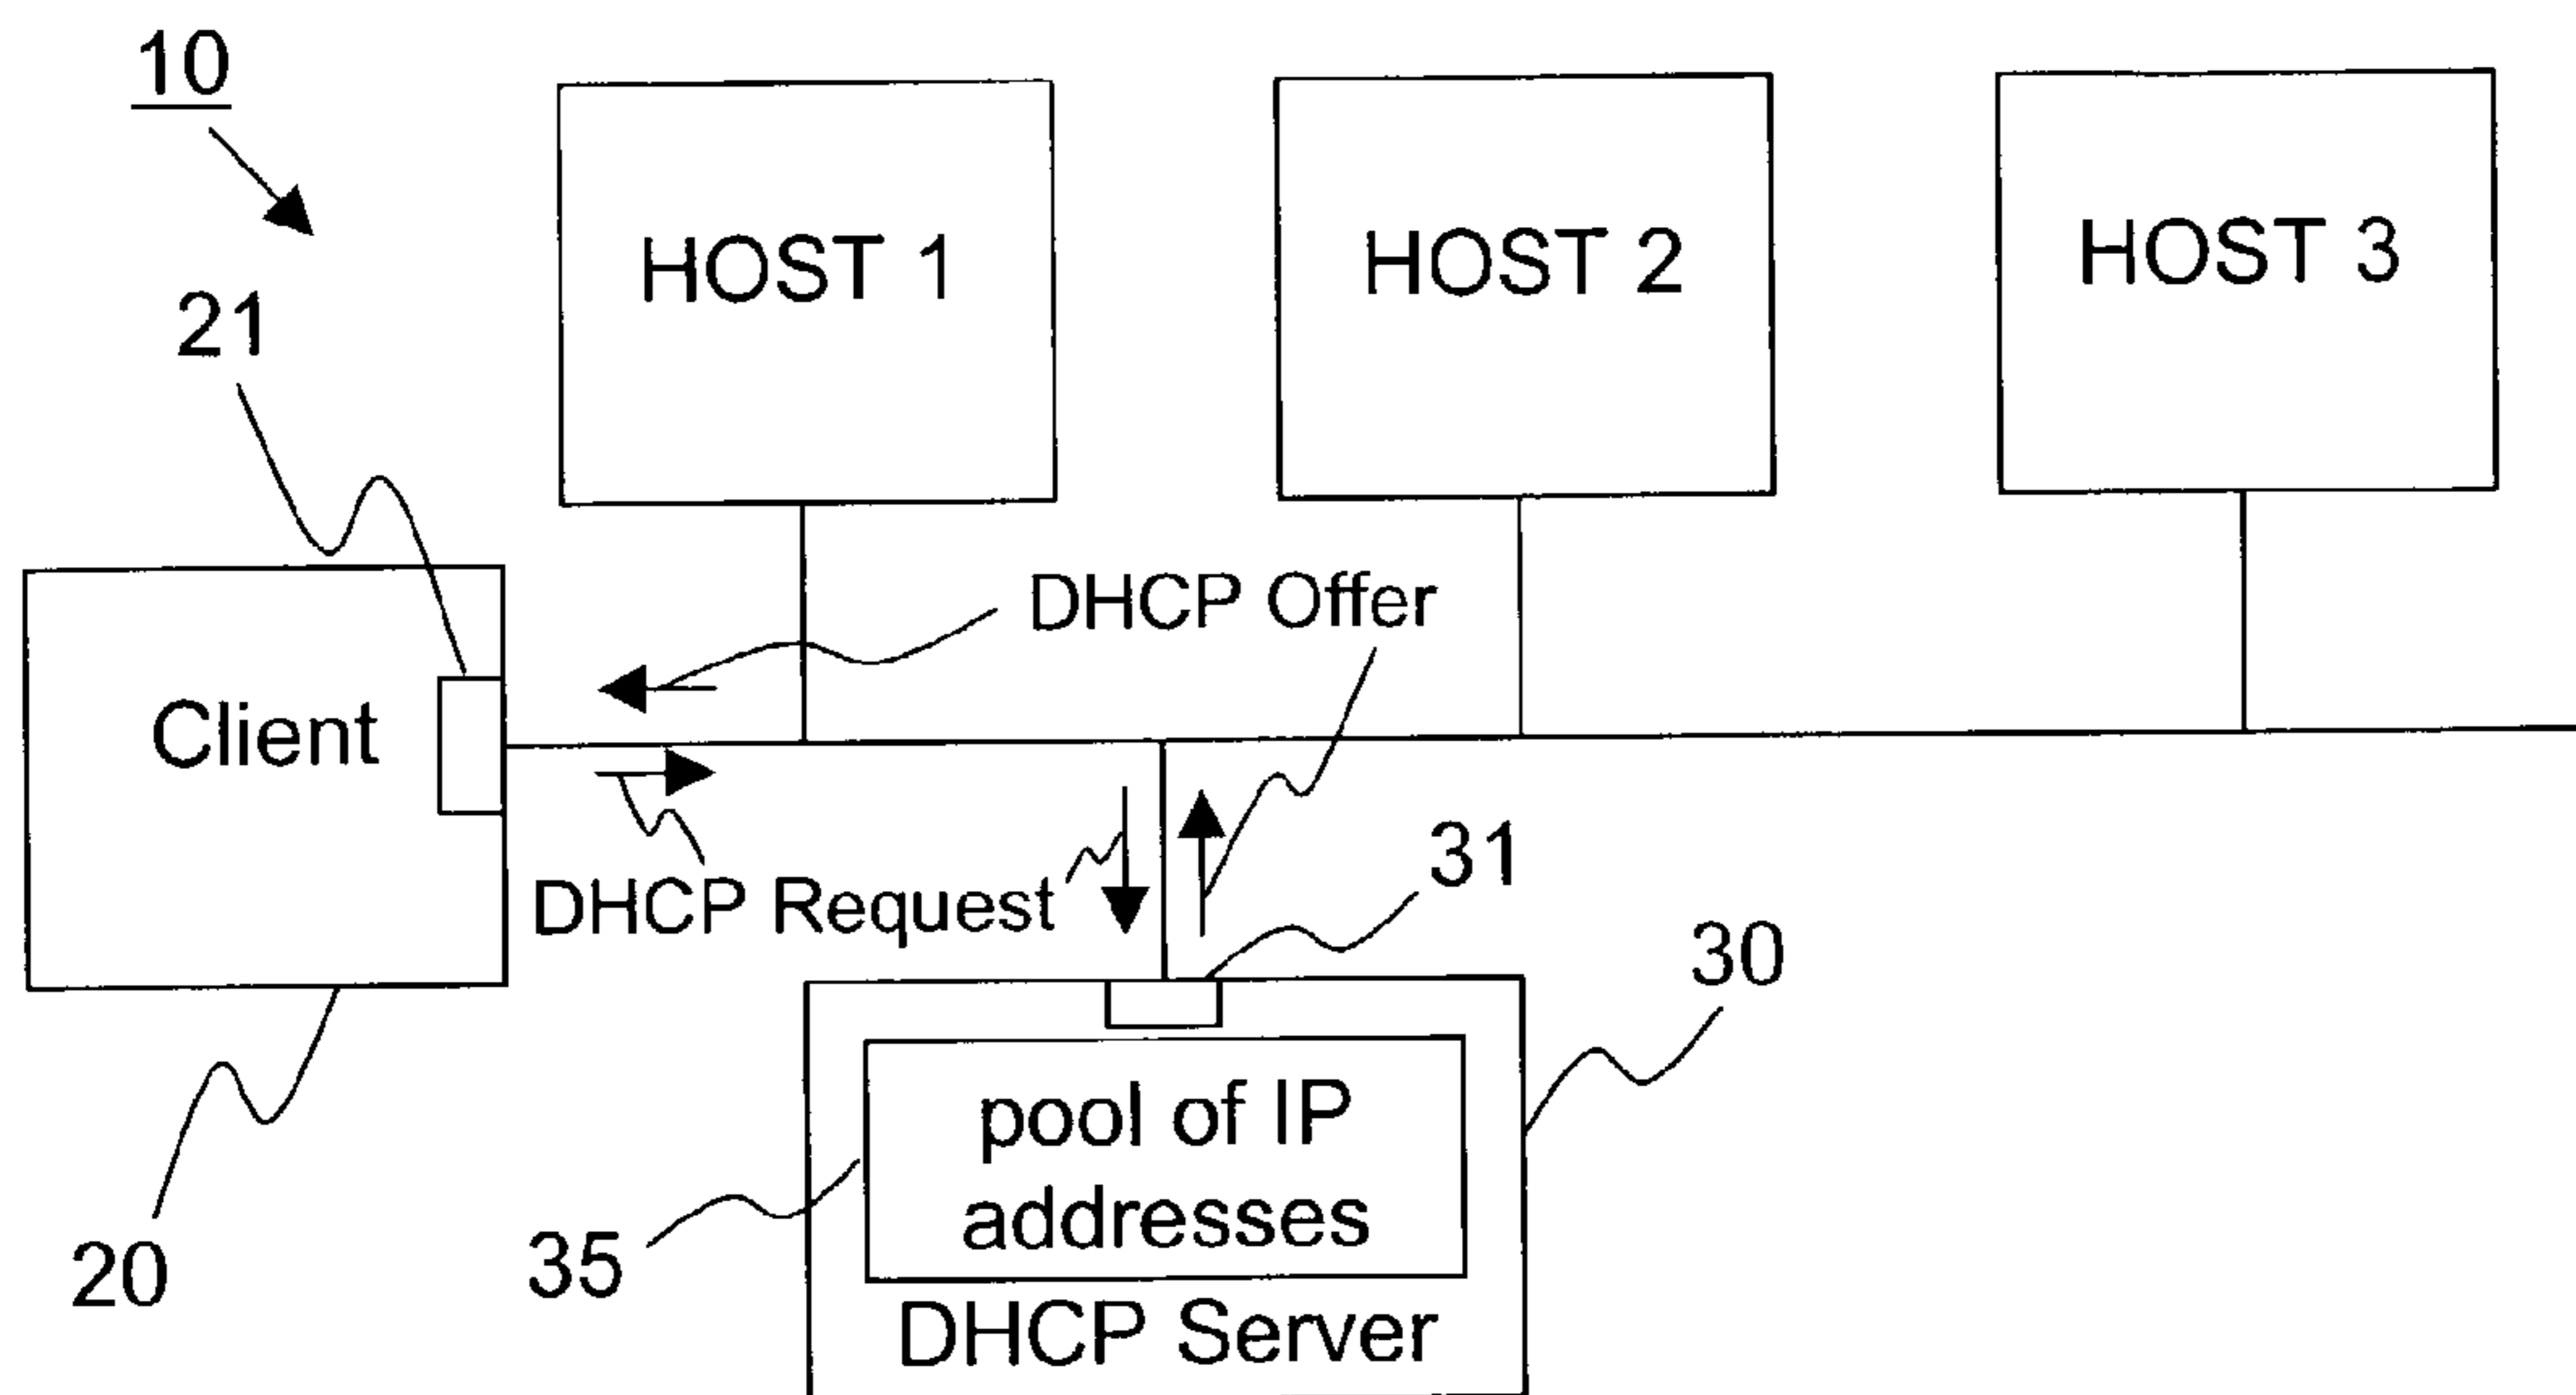 10
HOST 1
HOST 2
HOST 3
21
DHCP Offer
Client
31
DHCP Request
30
pool of IP
addresses
35
20
DHCP Server